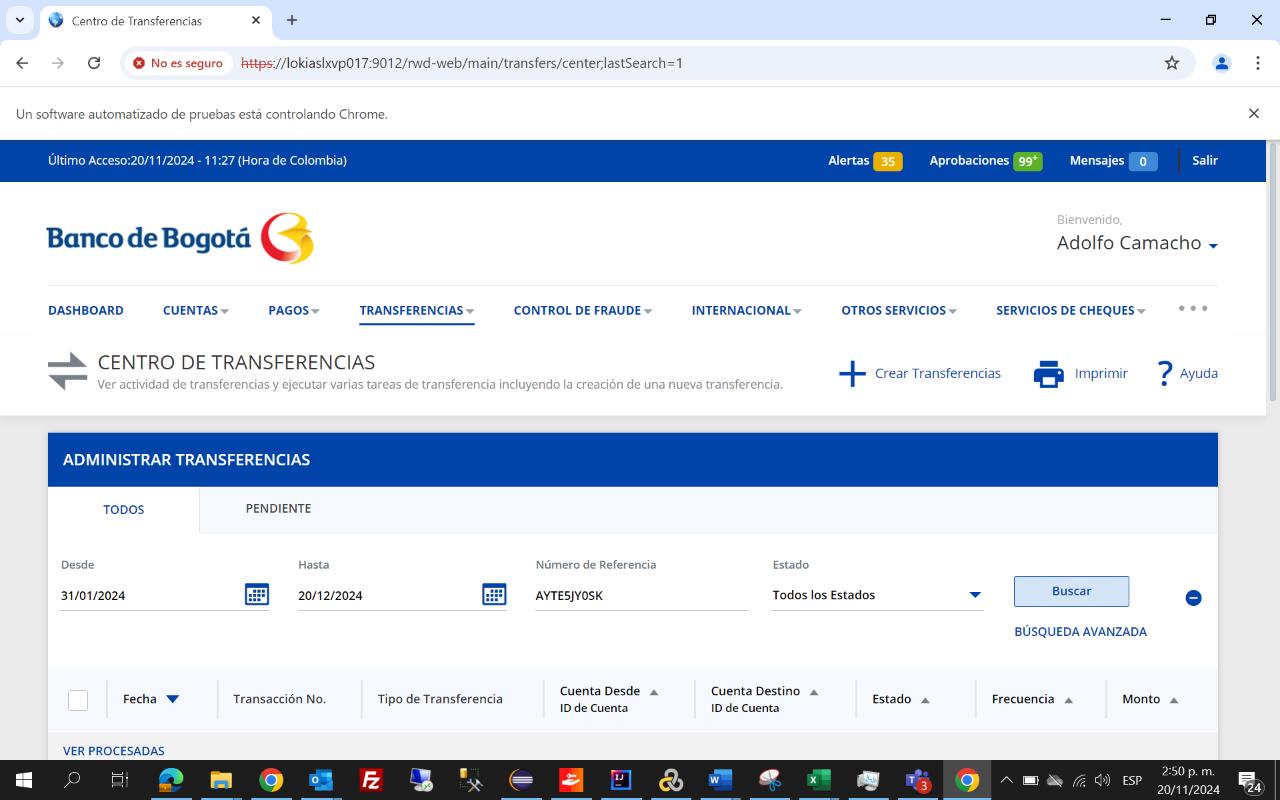 Centro de Transferencias
No es seguro
https://lokiaslxvp017:9012/rwd-web/main/transfers/center;lastSearch=1
Un software automatizado de pruebas está controlando Chrome.
Último Acceso:20/11/2024 - 11:27 (Hora de Colombia)
Alertas 35
Aprobaciones 99+
Mensajes 0
Salir
Banco de Bogotá
Bienvenido,
Adolfo Camacho
DASHBOARD
CUENTAS
PAGOS
TRANSFERENCIAS
CONTROL DE FRAUDE
INTERNACIONAL
OTROS SERVICIOS
SERVICIOS DE CHEQUES
CENTRO DE TRANSFERENCIAS
Ver actividad de transferencias y ejecutar varias tareas de transferencia incluyendo la creación de una nueva transferencia.
Crear Transferencias
Imprimir
? Ayuda
ADMINISTRAR TRANSFERENCIAS
TODOS
PENDIENTE
Desde
31/01/2024
Hasta
20/12/2024
Número de Referencia
AYTE5JY0SK
Estado
Todos los Estados
Buscar
BÚSQUEDA AVANZADA
Fecha
Transacción No.
Tipo de Transferencia
Cuenta Desde
ID de Cuenta
Cuenta Destino
ID de Cuenta
Estado
Frecuencia
Monto
VER PROCESADAS
ESP
2:50 p. m.
20/11/2024
3
24